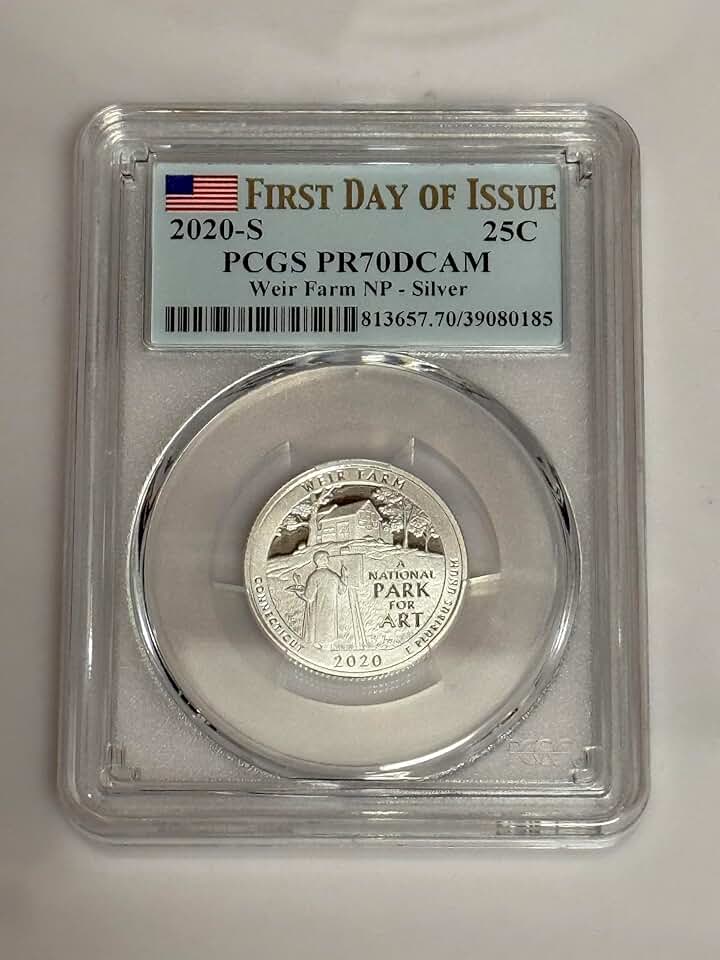 FIRST DAY OF ISSUE
2020-S 25C
PCGS PR70DCAM
Weir Farm NP - Silver
813657.70/39080185
WEIR FARM
A
NATIONAL
PARK
FOR
ART
CONNECTICUT
E PLURIBUS UNUM
2020
PCGS